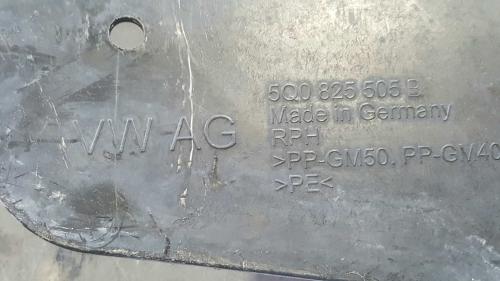 VW AG
5Q0 825 505 B
Made in Germany
RPH
>PP-GM50, PP-GV40
>PE<